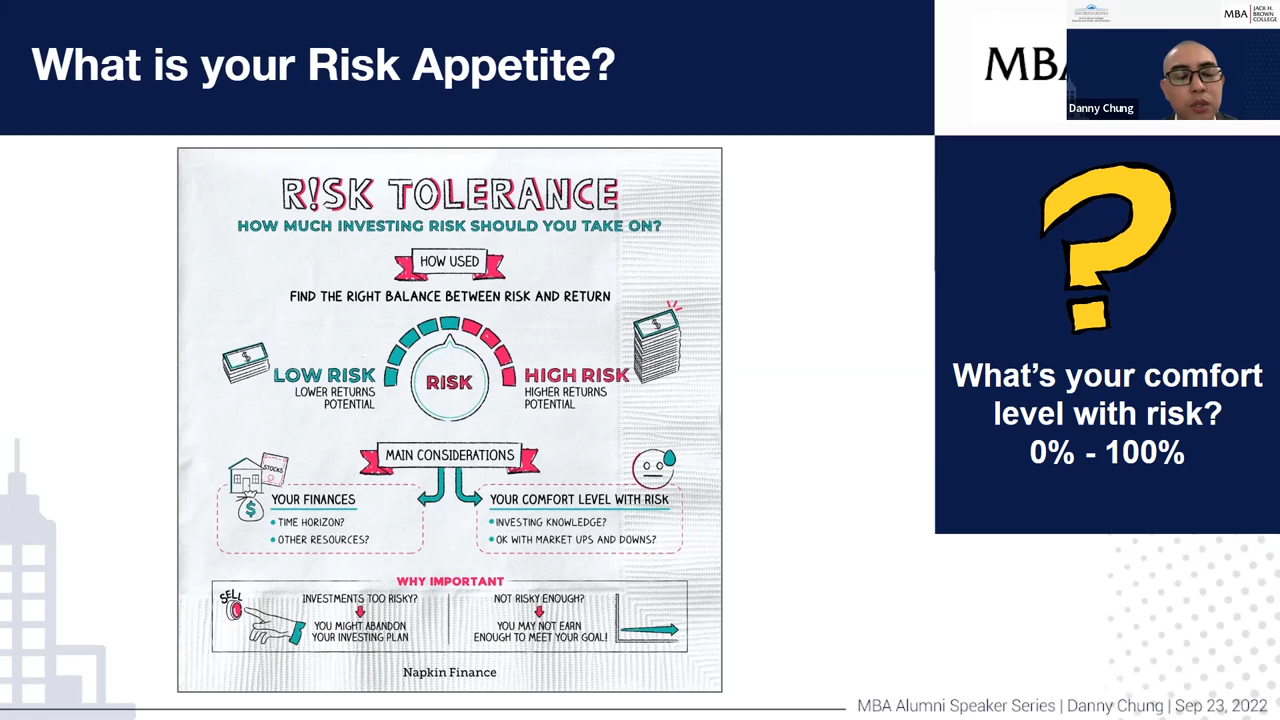 What is your Risk Appetite?
MBA
MBA | JACK H. BROWN COLLEGE
Danny Chung
R!SK TOLERANCE
HOW MUCH INVESTING RISK SHOULD YOU TAKE ON?
HOW USED
FIND THE RIGHT BALANCE BETWEEN RISK AND RETURN
LOW RISK
LOWER RETURNS
POTENTIAL
RISK
HIGH RISK
HIGHER RETURNS
POTENTIAL
MAIN CONSIDERATIONS
STOCKS
YOUR FINANCES
TIME HORIZON?
OTHER RESOURCES?
YOUR COMFORT LEVEL WITH RISK
INVESTING KNOWLEDGE?
OK WITH MARKET UPS AND DOWNS?
WHY IMPORTANT
SELL
INVESTMENTS TOO RISKY?
YOU MIGHT ABANDON
YOUR INVESTING PLAN
NOT RISKY ENOUGH?
YOU MAY NOT EARN
ENOUGH TO MEET YOUR GOAL!
Napkin Finance
What's your comfort
level with risk?
0% - 100%
MBA Alumni Speaker Series | Danny Chung | Sep 23, 2022